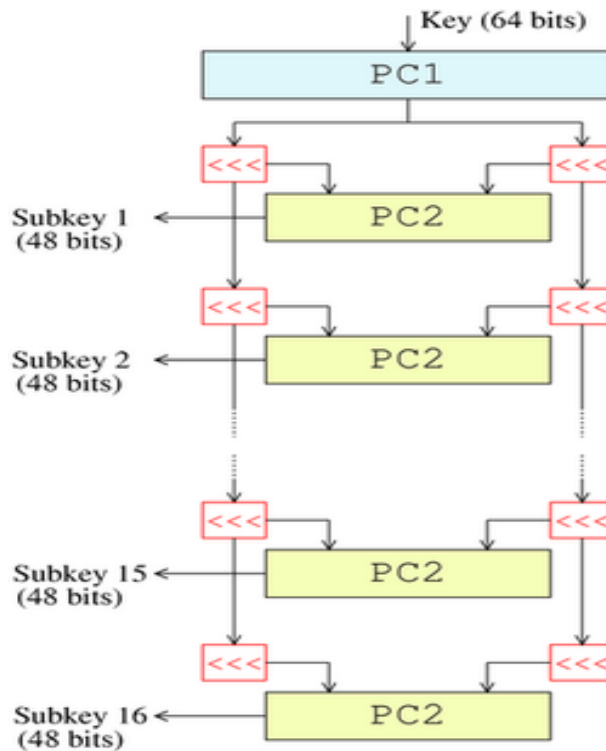 Key (64 bits)
PC1
<<< <<<
Subkey 1 PC2
(48 bits)
<<< <<<
Subkey 2 PC2
(48 bits)
<<< <<<
Subkey 15 PC2
(48 bits)
<<< <<<
Subkey 16 PC2
(48 bits)